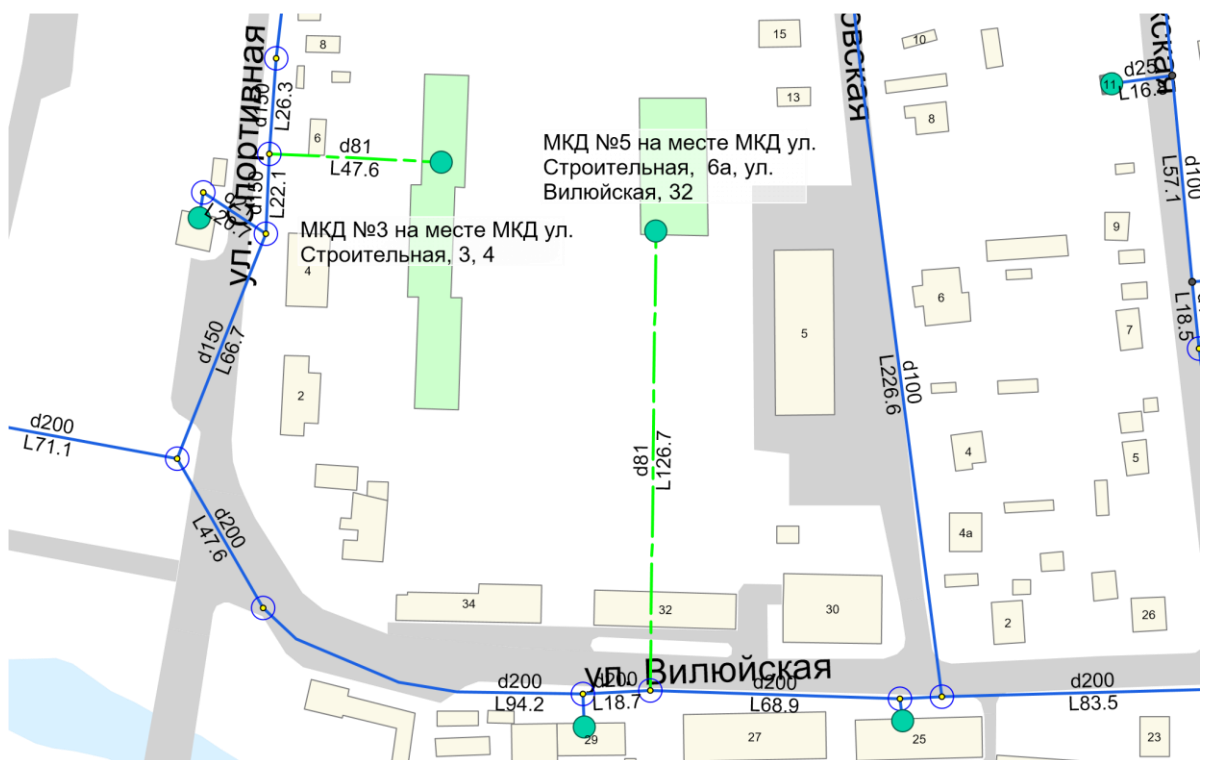 8
15
10
13
8
d25
L16.
11
d150
L26.3
6
d81
L47.6
d150
L22.1
МКД №5 на месте МКД ул.
Строительная, 6а, ул.
Вилюйская, 32
МКД №3 на месте МКД ул.
Строительная, 3, 4
4
ул.
d100
L57.1
9
6
7
L18.5
5
d150
L66.7
2
d100
L226.6
d200
L71.1
d81
L126.7
4
5
4а
d200
L47.6
34
32
30
2
26
ул. Вилюйская
d200
L94.2
d200
L18.7
d200
L68.9
d200
L83.5
29
27
25
23
овская
кская